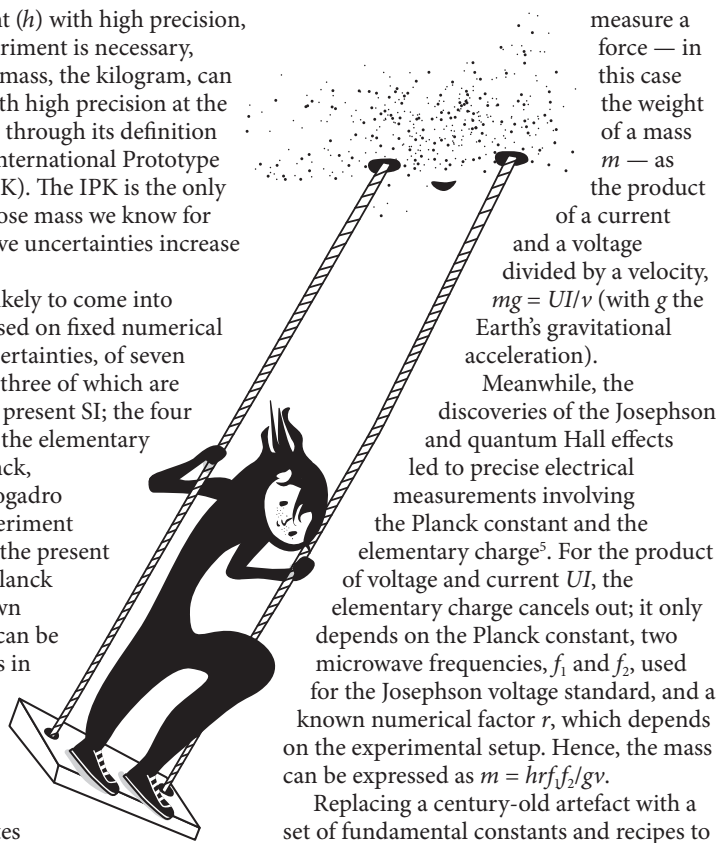 t (h) with high precision,
riment is necessary,
mass, the kilogram, can
th high precision at the
through its definition
nternational Prototype
K). The IPK is the only
ose mass we know for
ve uncertainties increase
ikely to come into
sed on fixed numerical
ertainties, of seven
three of which are
present SI; the four
the elementary
ck,
ogadro
eriment
the present
lanck
wn
can be
s in
tes
measure a
force — in
this case
the weight
of a mass
m — as
the product
of a current
and a voltage
divided by a velocity,
mg = UI/v (with g the
Earth’s gravitational
acceleration).
Meanwhile, the
discoveries of the Josephson
and quantum Hall effects
led to precise electrical
measurements involving
the Planck constant and the
elementary charge⁵. For the product
of voltage and current UI, the
elementary charge cancels out; it only
depends on the Planck constant, two
microwave frequencies, f₁ and f₂, used
for the Josephson voltage standard, and a
known numerical factor r, which depends
on the experimental setup. Hence, the mass
can be expressed as m = hrf₁f₂/gv.
Replacing a century-old artefact with a
set of fundamental constants and recipes to